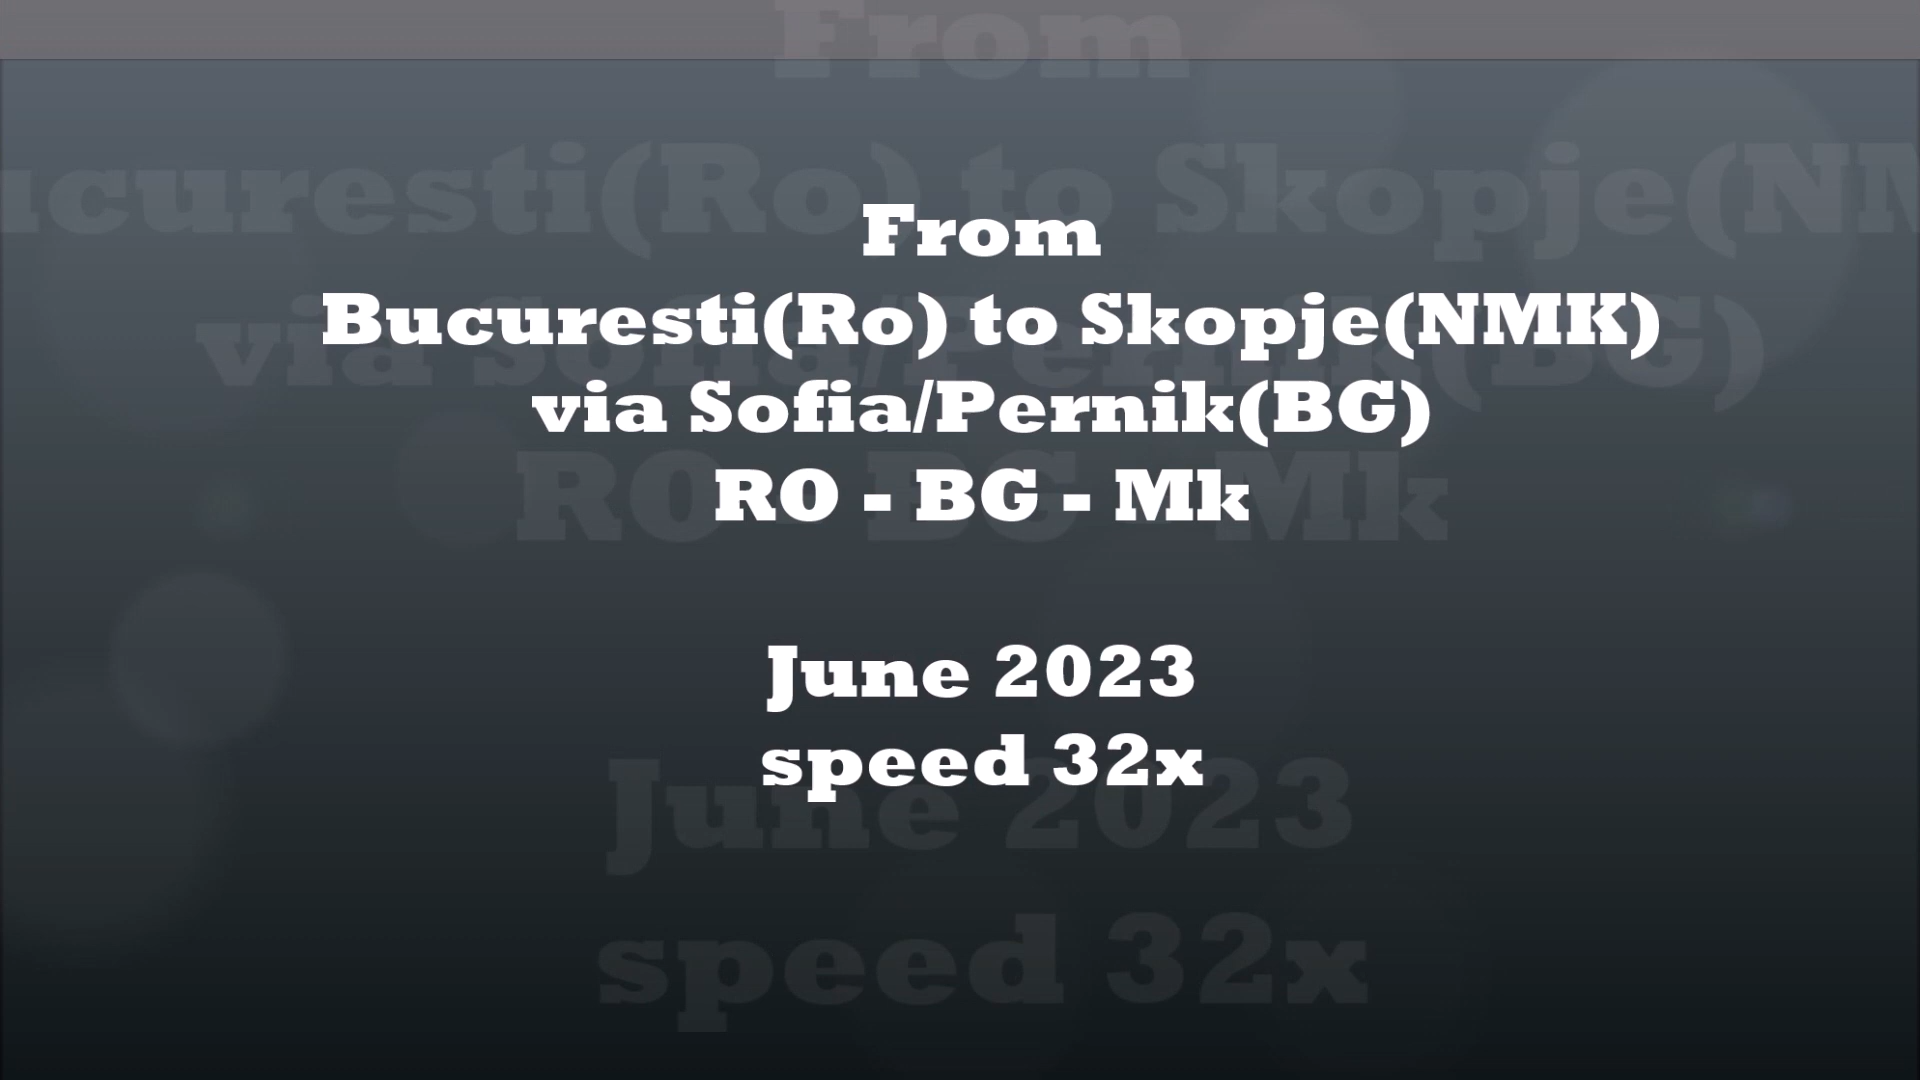 From
Bucuresti(Ro) to Skopje(NMK)
via Sofia/Pernik(BG)
RO - BG - Mk
June 2023
speed 32x